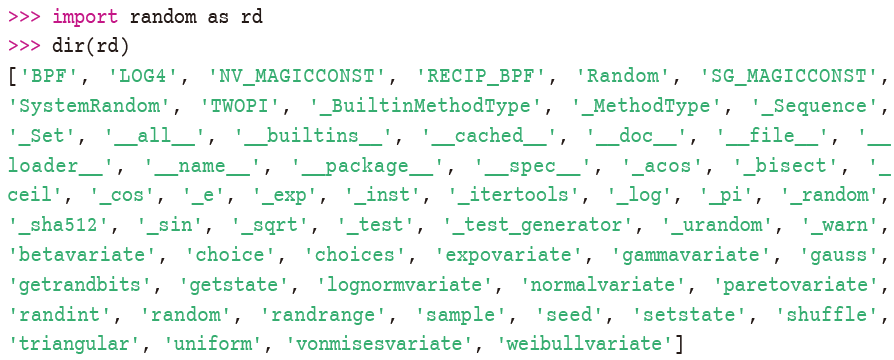 >>> import random as rd
>>> dir(rd)
['BPF', 'LOG4', 'NV_MAGICCONST', 'RECIP_BPF', 'Random', 'SG_MAGICCONST',
'SystemRandom', 'TWOPI', '_BuiltinMethodType', '_MethodType', '_Sequence',
'_Set', '__all__', '__builtins__', '__cached__', '__doc__', '__file__', '__
loader__', '__name__', '__package__', '__spec__', '_acos', '_bisect', '_
ceil', '_cos', '_e', '_exp', '_inst', '_itertools', '_log', '_pi', '_random',
'_sha512', '_sin', '_sqrt', '_test', '_test_generator', '_urandom', '_warn',
'betavariate', 'choice', 'choices', 'expovariate', 'gammavariate', 'gauss',
'getrandbits', 'getstate', 'lognormvariate', 'normalvariate', 'paretovariate',
'randint', 'random', 'randrange', 'sample', 'seed', 'setstate', 'shuffle',
'triangular', 'uniform', 'vonmisesvariate', 'weibullvariate']